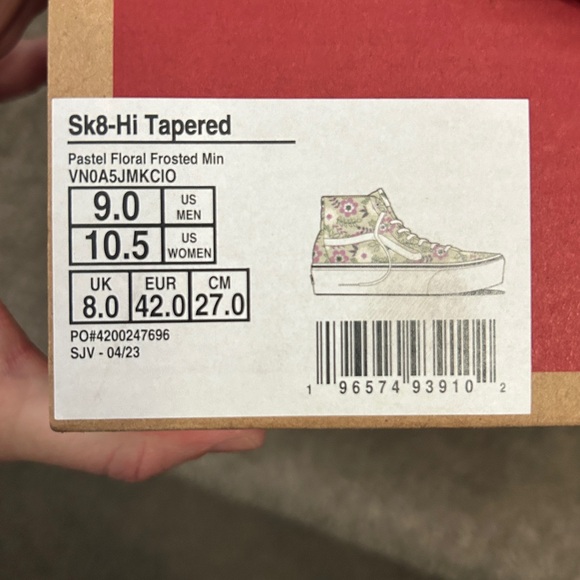 Sk8-Hi Tapered
Pastel Floral Frosted Min
VN0A5JMKCIO
9.0 US MEN
10.5 US WOMEN
UK EUR CM
8.0 42.0 27.0
PO#4200247696
SJV - 04/23
1 96574 93910 2